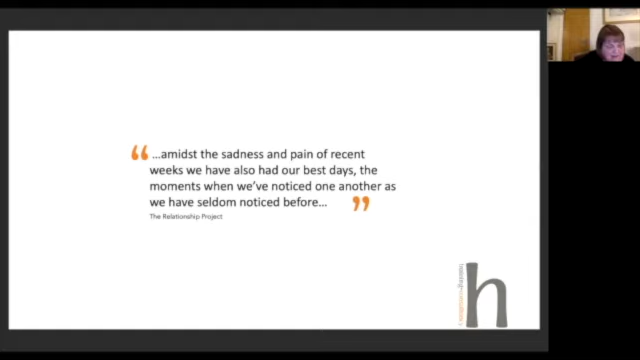 “ ...amidst the sadness and pain of recent
weeks we have also had our best days, the
moments when we’ve noticed one another as
we have seldom noticed before... ”
The Relationship Project
h